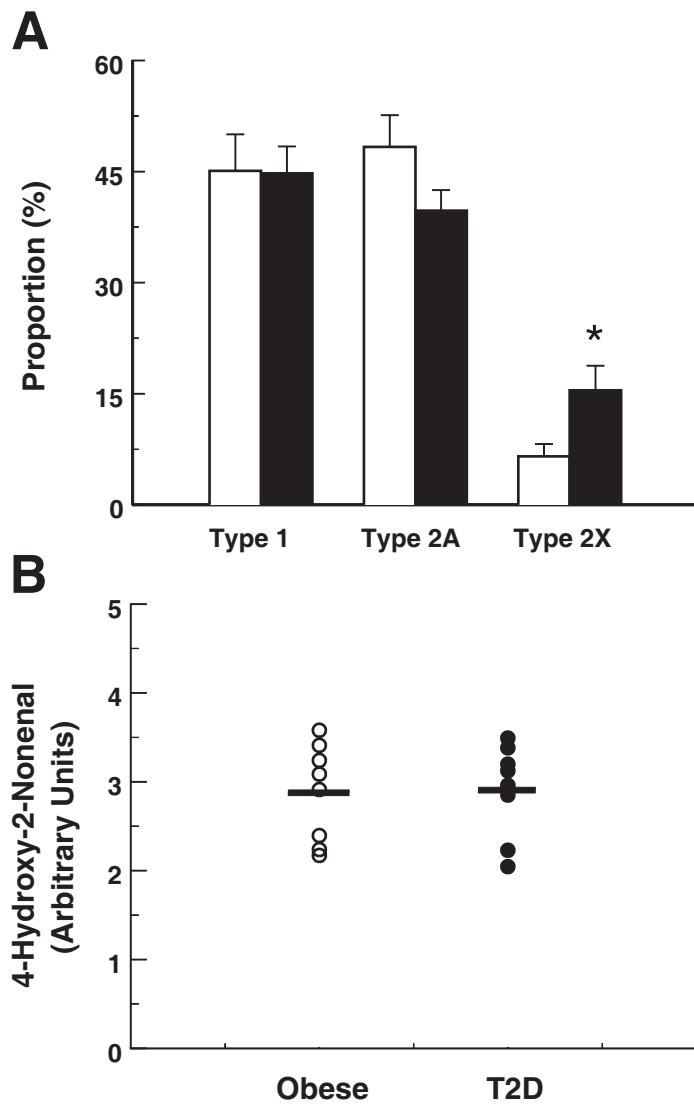 A
60
45
30
15
0
Proportion (%)
*
Type 1 Type 2A Type 2X
B
5
4
3
2
1
0
4-Hydroxy-2-Nonenal
(Arbitrary Units)
Obese T2D